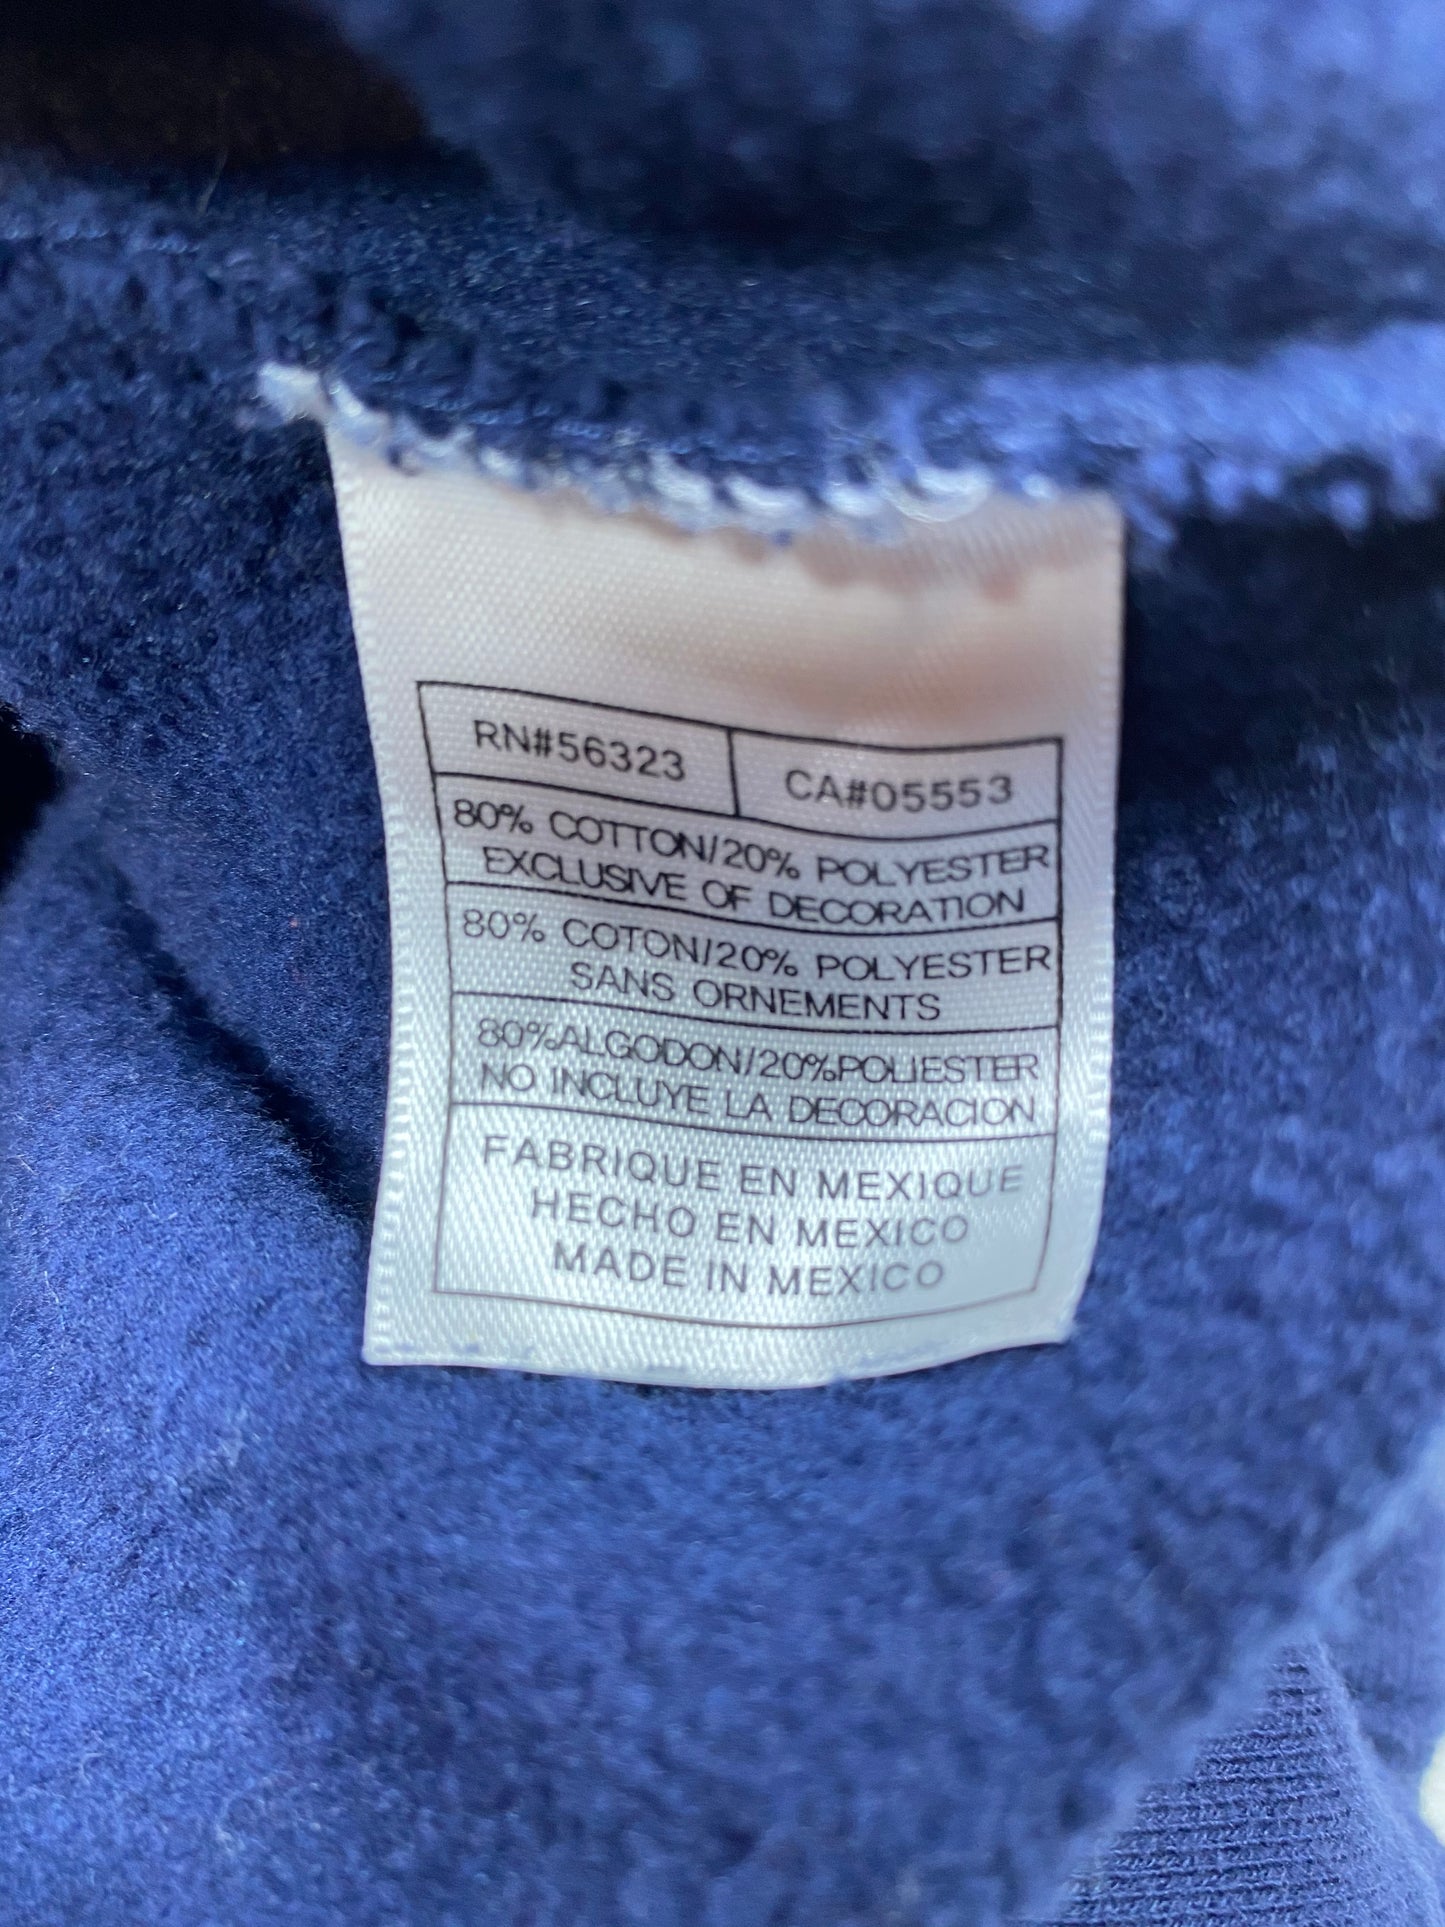 RN#56323
CA#05553
80% COTTON/20% POLYESTER
EXCLUSIVE OF DECORATION
80% COTON/20% POLYESTER
SANS ORNEMENTS
80%ALGODON/20%POLIESTER
NO INCLUYE LA DECORACION
FABRIQUE EN MEXIQUE
HECHO EN MEXICO
MADE IN MEXICO